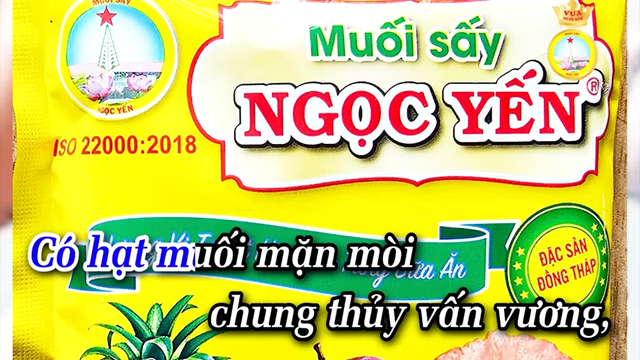 MUỐI SẤY
NGỌC YẾN
ISO 22000:2018
Muối sấy
NGỌC YẾN®
VUA
ĐẶC SẢN
ĐỒNG THÁP
Có hạt muối mặn mòi
chung thủy vấn vương,